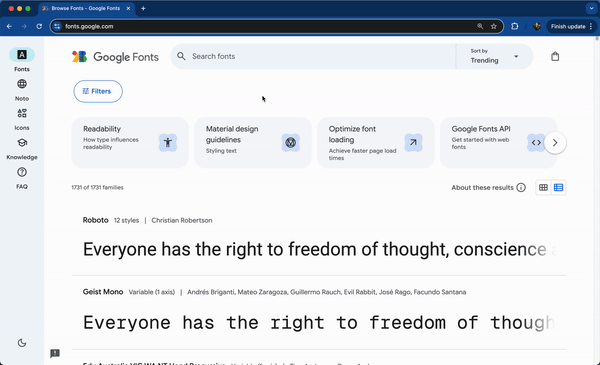 Browse Fonts - Google Fonts
fonts.google.com
Finish update
Fonts
Noto
Icons
Knowledge
FAQ
Google Fonts
Search fonts
Sort by
Trending
Filters
Readability
How type influences
readability
Material design
guidelines
Styling text
Optimize font
loading
Achieve faster page load
times
Google Fonts API
Get started with web
fonts
1731 of 1731 families
About these results
Roboto 12 styles | Christian Robertson
Everyone has the right to freedom of thought, conscience a
Geist Mono Variable (1 axis) | Andrés Briganti, Mateo Zaragoza, Guillermo Rauch, Evil Rabbit, José Rago, Facundo Santana
Everyone has the right to freedom of though